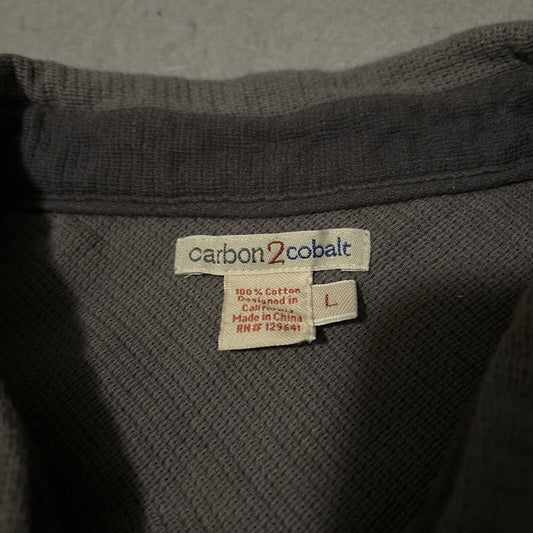 carbon2cobalt
100% Cotton
Designed in
California
Made in China
RN# 129641
L